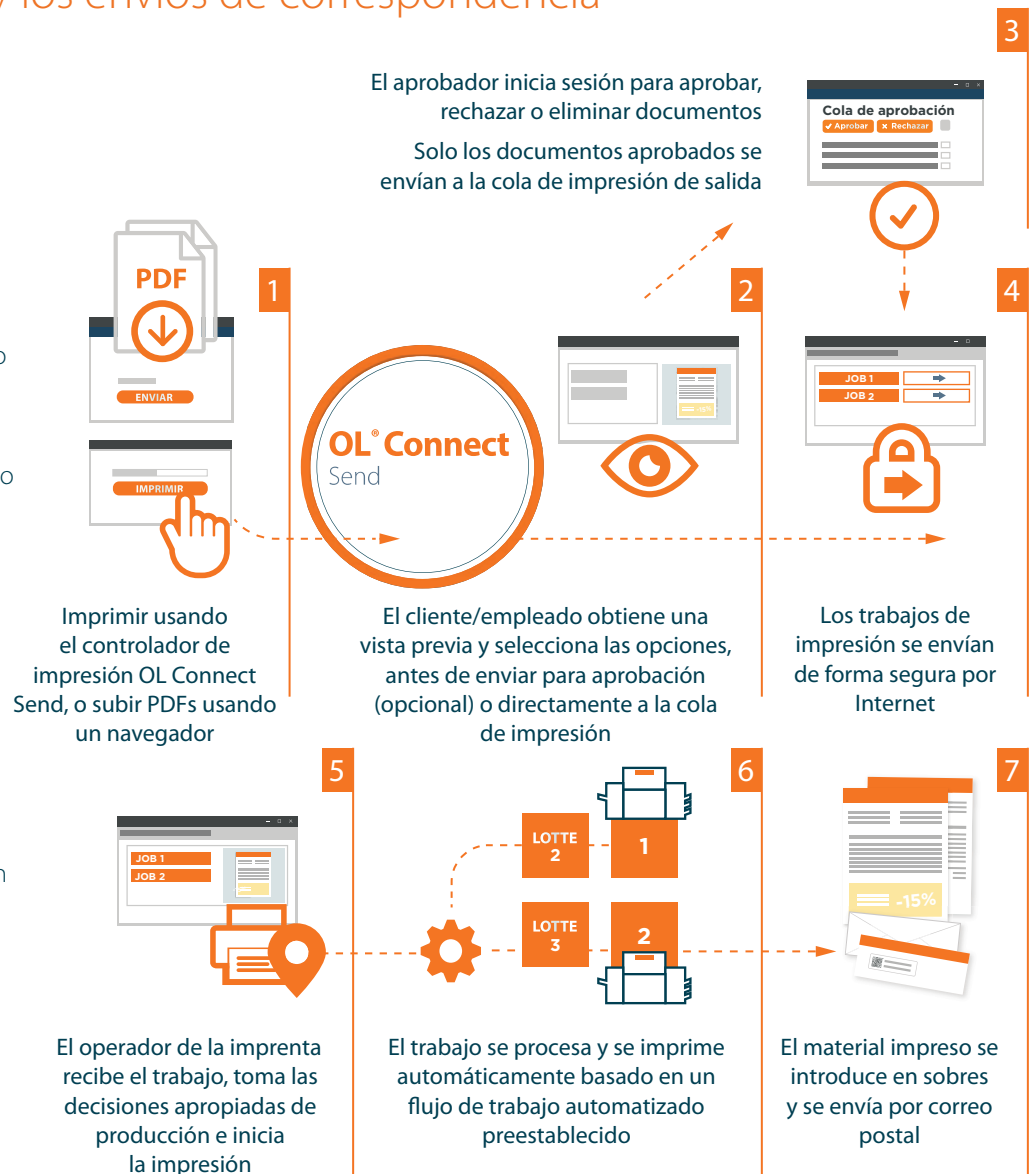 y los envíos de correspondencia
3
El aprobador inicia sesión para aprobar,
rechazar o eliminar documentos
Solo los documentos aprobados se
envían a la cola de impresión de salida
Cola de aprobación
Aprobar
Rechazar
1
PDF
ENVIAR
IMPRIMIR
Imprimir usando
el controlador de
impresión OL Connect
Send, o subir PDFs usando
un navegador
2
OL® Connect
Send
-15%
El cliente/empleado obtiene una
vista previa y selecciona las opciones,
antes de enviar para aprobación
(opcional) o directamente a la cola
de impresión
4
JOB 1
JOB 2
Los trabajos de
impresión se envían
de forma segura por
Internet
5
JOB 1
JOB 2
El operador de la imprenta
recibe el trabajo, toma las
decisiones apropiadas de
producción e inicia
la impresión
6
LOTTE
2
1
LOTTE
3
2
El trabajo se procesa y se imprime
automáticamente basado en un
flujo de trabajo automatizado
preestablecido
7
-15%
El material impreso se
introduce en sobres
y se envía por correo
postal